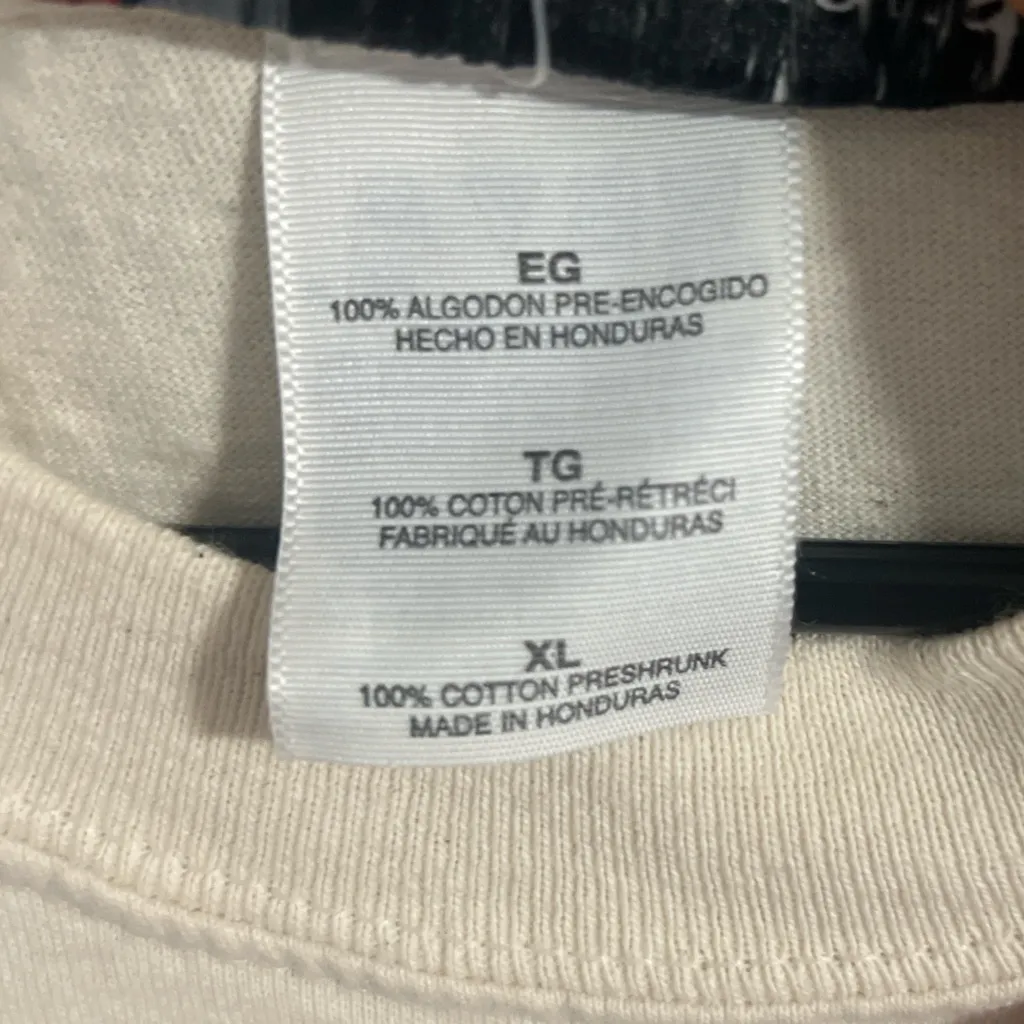 EG
100% ALGODON PRE-ENCOGIDO
HECHO EN HONDURAS
TG
100% COTON PRÉ-RÉTRÉCI
FABRIQUÉ AU HONDURAS
XL
100% COTTON PRESHRUNK
MADE IN HONDURAS